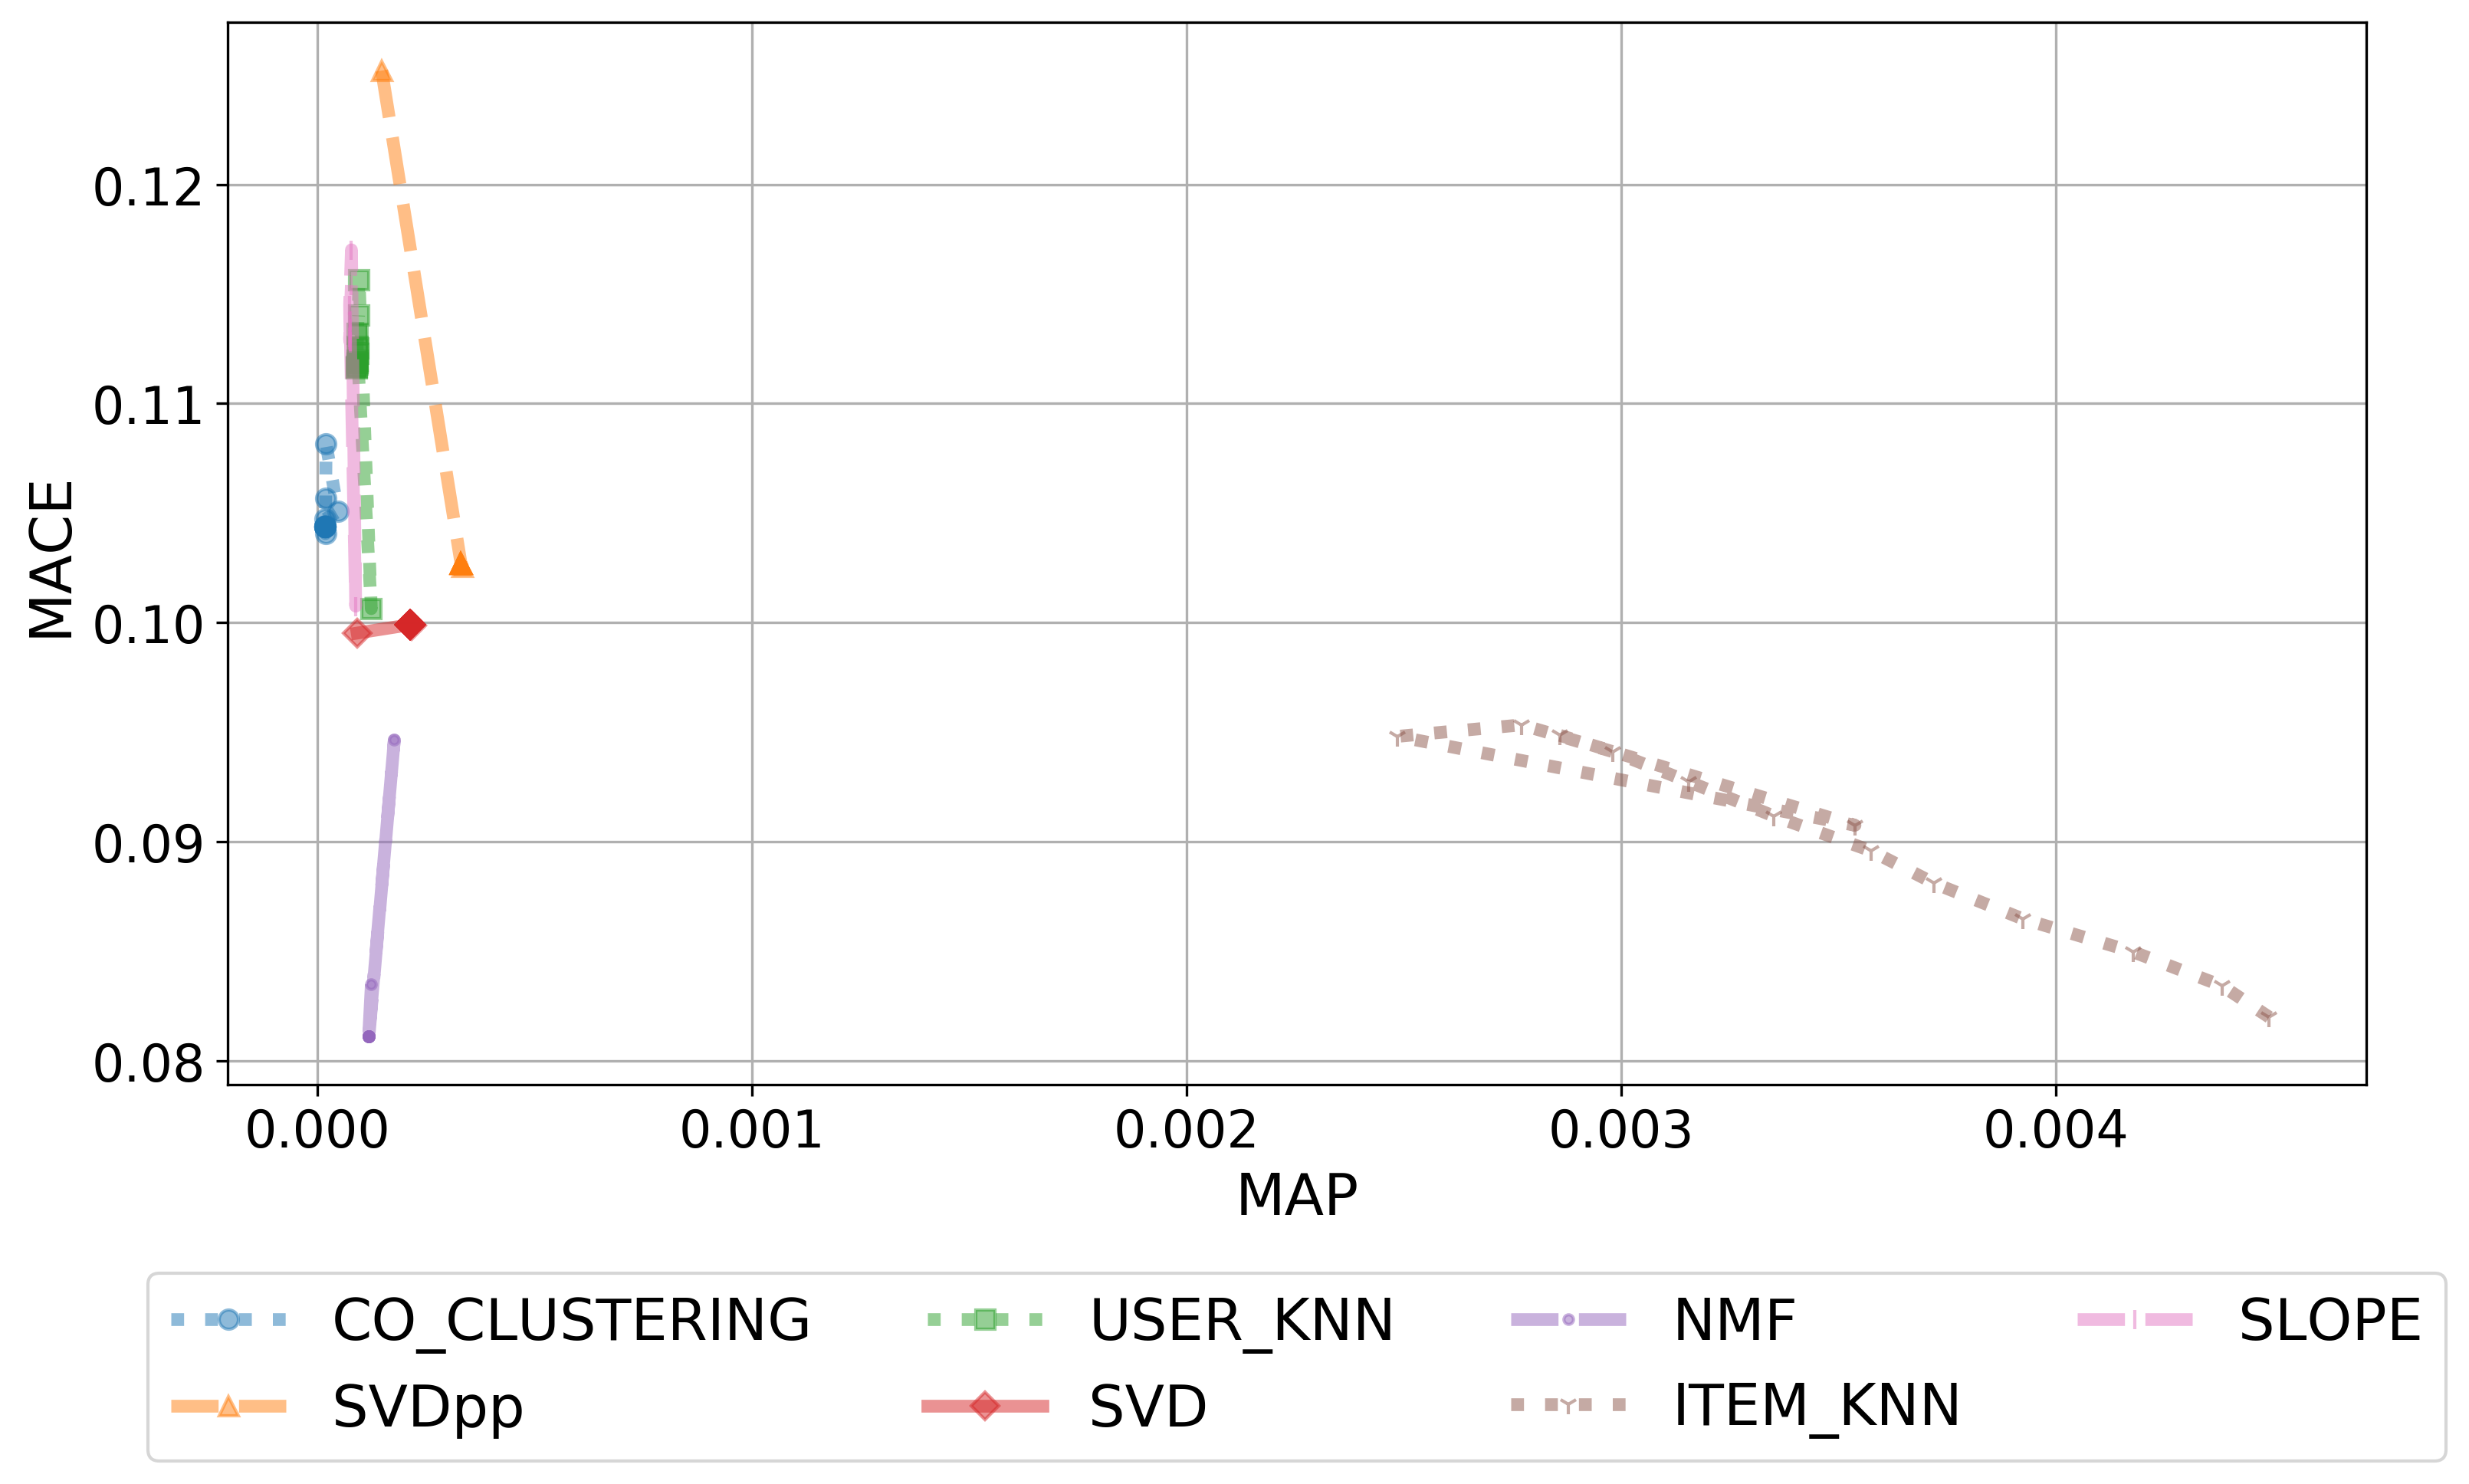 MACE
0.12
0.11
0.10
0.09
0.08
0.000 0.001 0.002 0.003 0.004
MAP
CO_CLUSTERING USER_KNN NMF SLOPE
SVDpp SVD ITEM_KNN